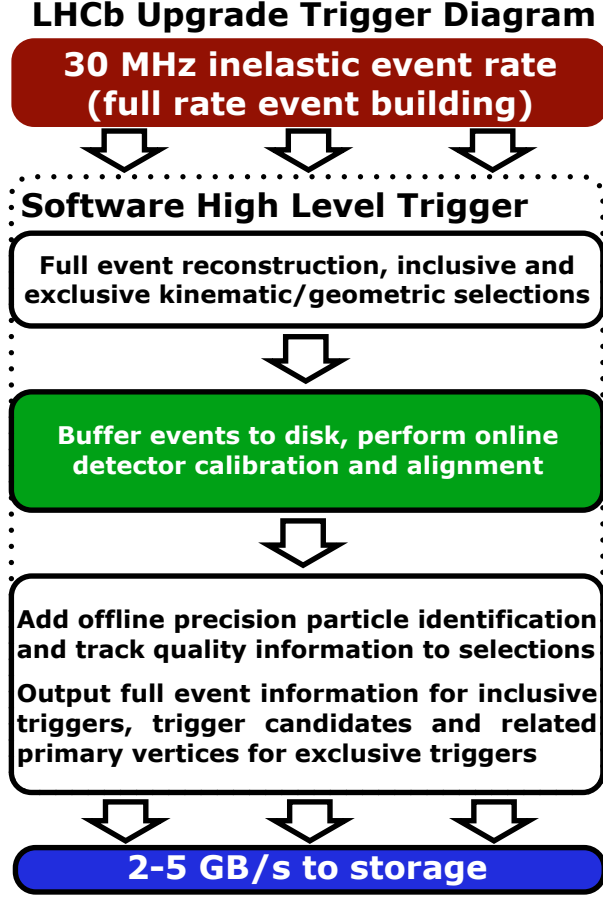 LHCb Upgrade Trigger Diagram
30 MHz inelastic event rate
(full rate event building)
Software High Level Trigger
Full event reconstruction, inclusive and
exclusive kinematic/geometric selections
Buffer events to disk, perform online
detector calibration and alignment
Add offline precision particle identification
and track quality information to selections
Output full event information for inclusive
triggers, trigger candidates and related
primary vertices for exclusive triggers
2-5 GB/s to storage